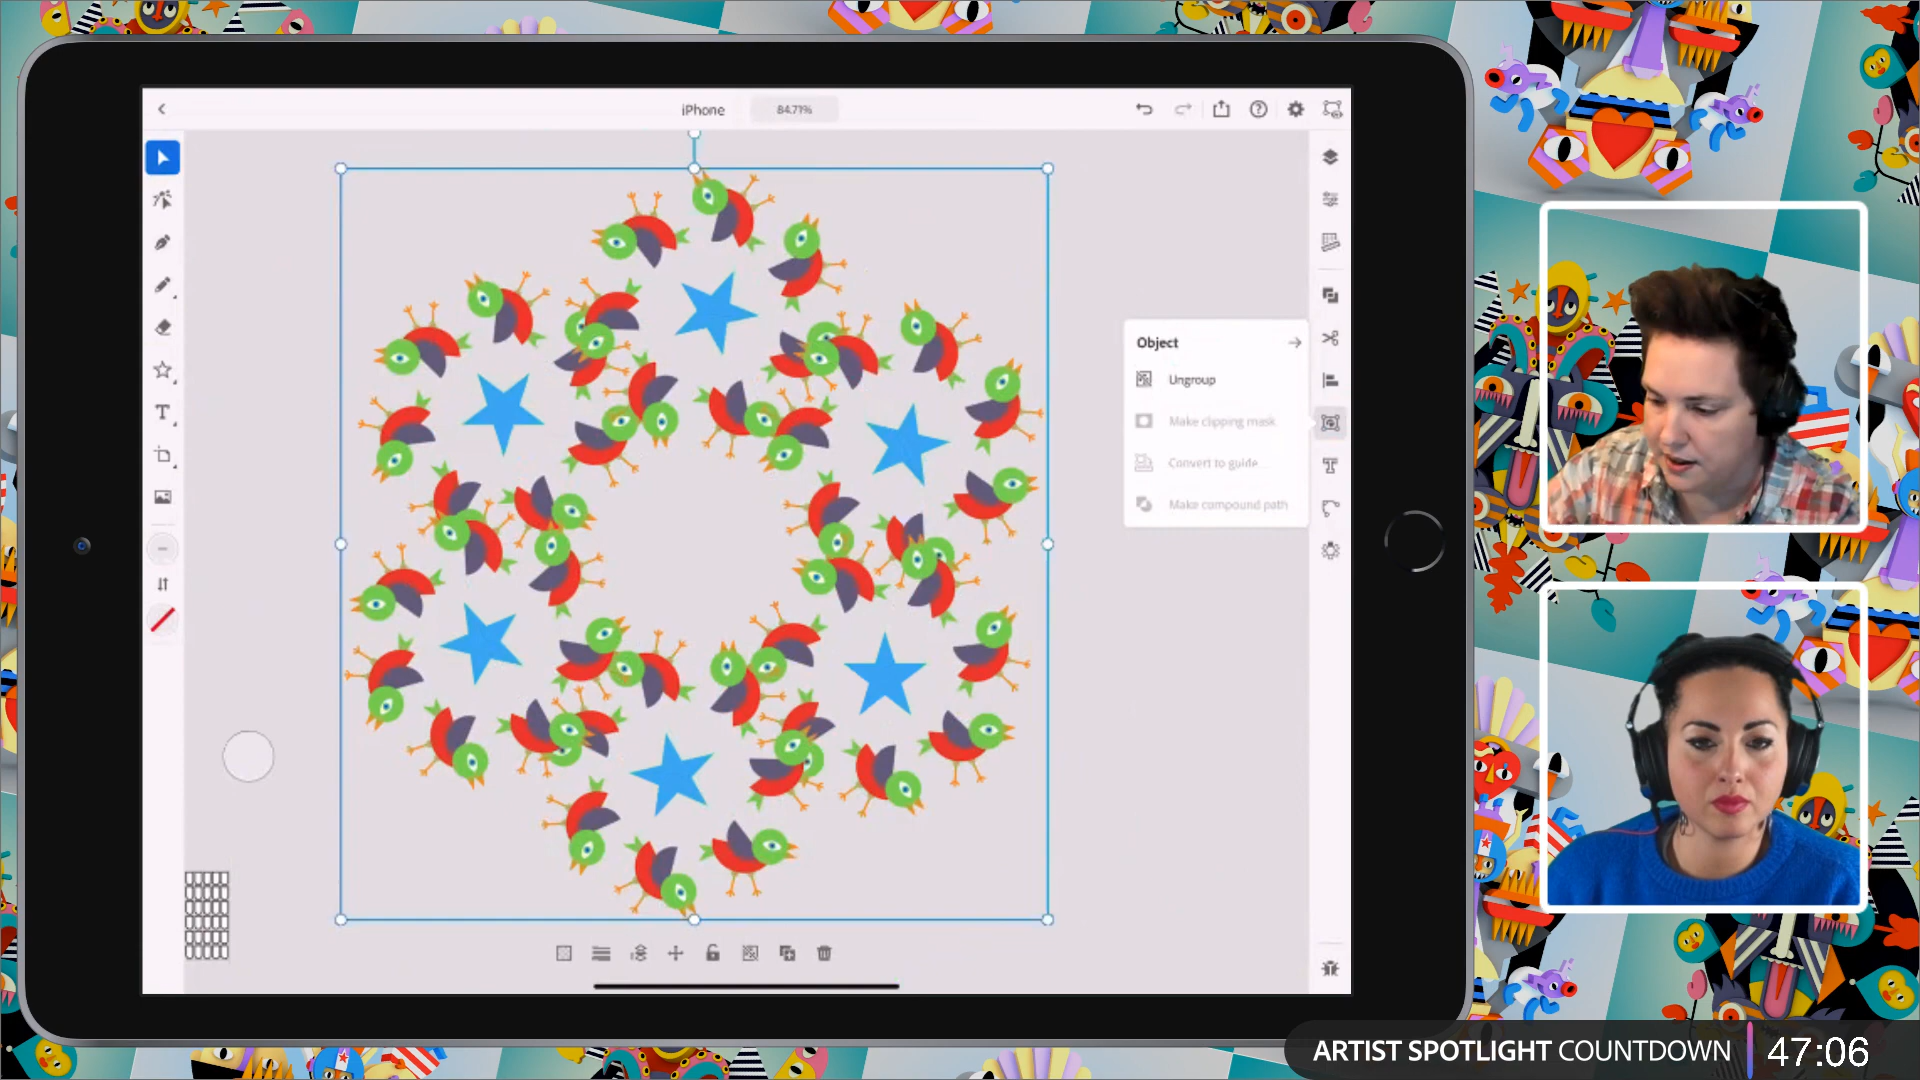 iPhone
84.71%
Object
Ungroup
Make clipping mask
Convert to guide...
Make compound path
ARTIST SPOTLIGHT COUNTDOWN 47:06